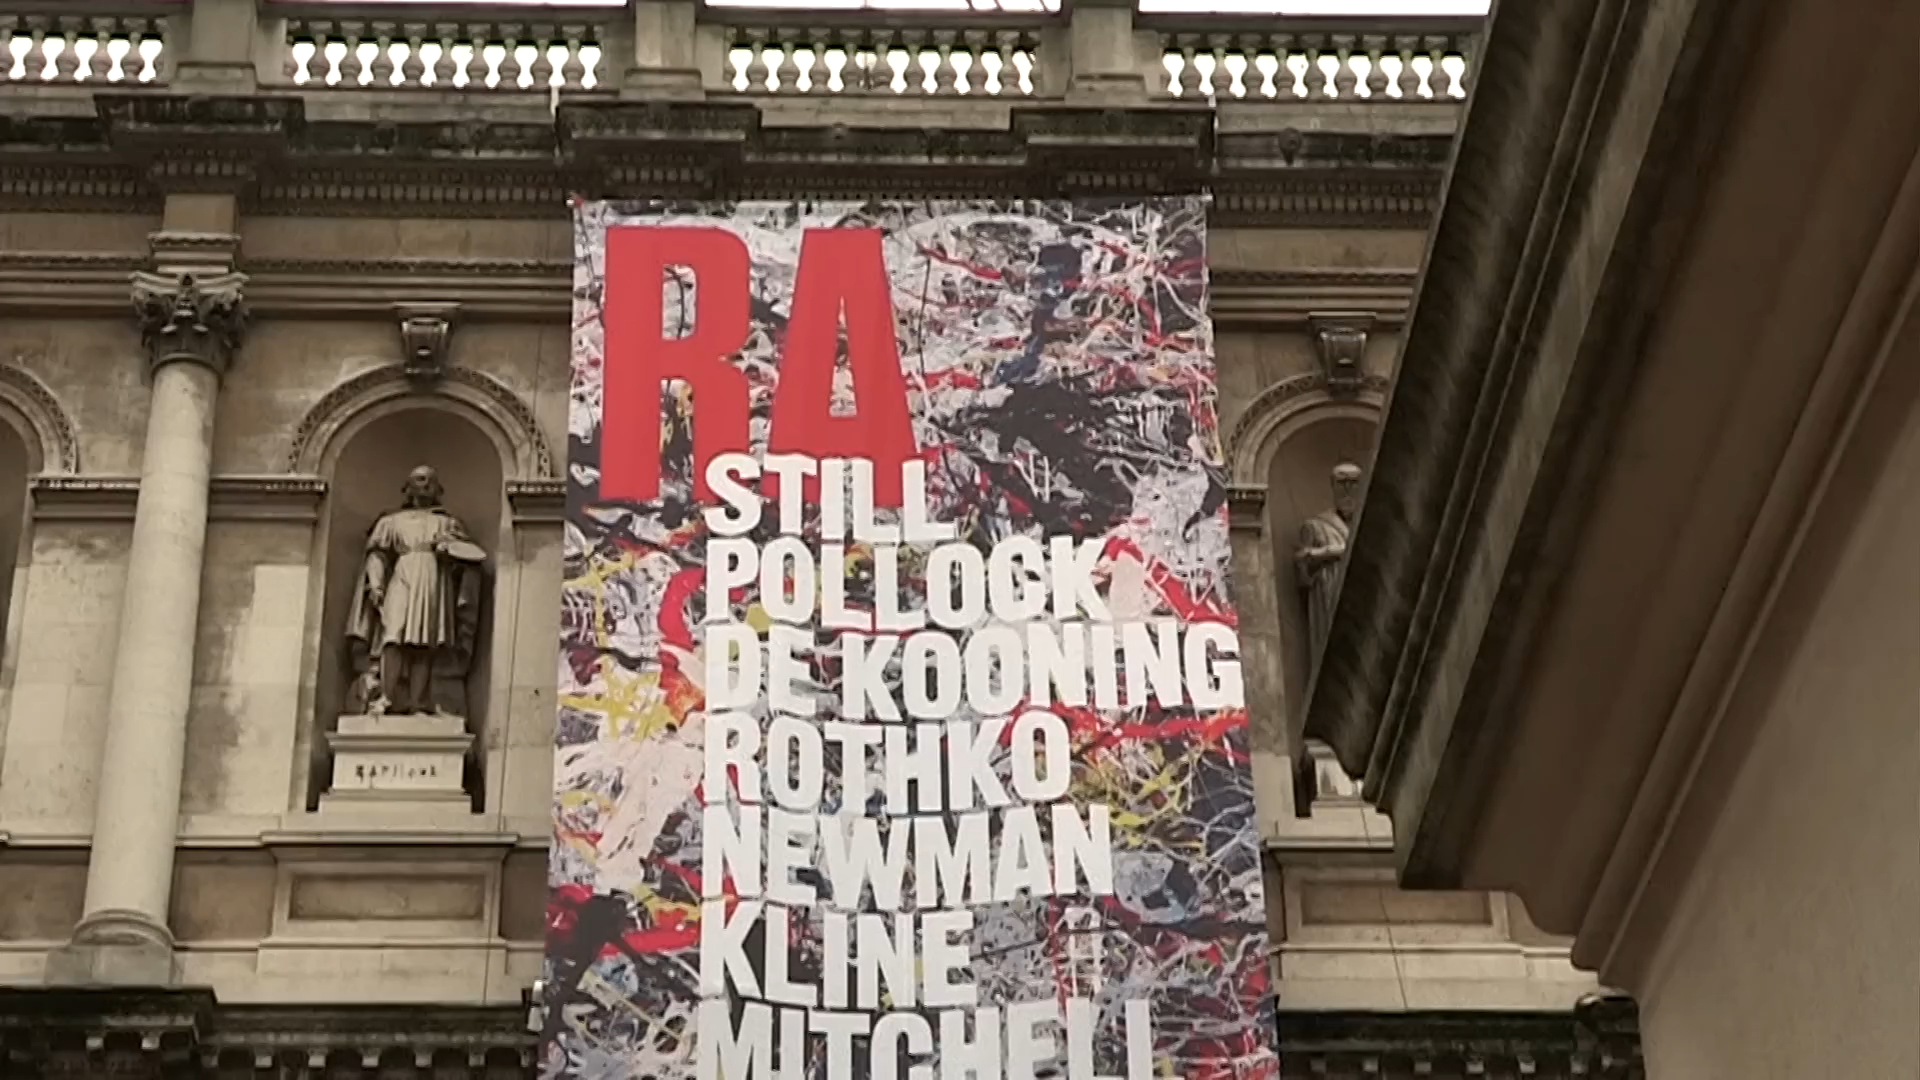 RA
STILL
POLLOCK
DE KOONING
ROTHKO
NEWMAN
KLINE
MITCHELL